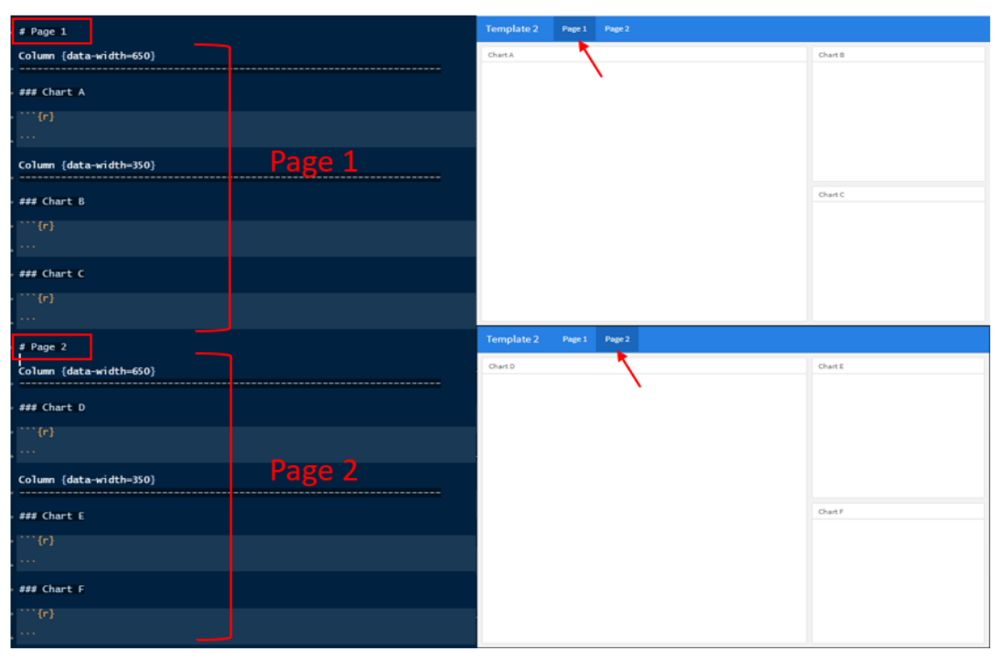 # Page 1
Column {data-width=650}
-----------------------------------------------------------------------
### Chart A
```{r}
```
Column {data-width=350}
-----------------------------------------------------------------------
### Chart B
```{r}
```
### Chart C
```{r}
```
Page 1
Template 2 Page 1 Page 2
Chart A Chart B
Chart C
# Page 2
Column {data-width=650}
-----------------------------------------------------------------------
### Chart D
```{r}
```
Column {data-width=350}
-----------------------------------------------------------------------
### Chart E
```{r}
```
### Chart F
```{r}
```
Page 2
Template 2 Page 1 Page 2
Chart D Chart E
Chart F